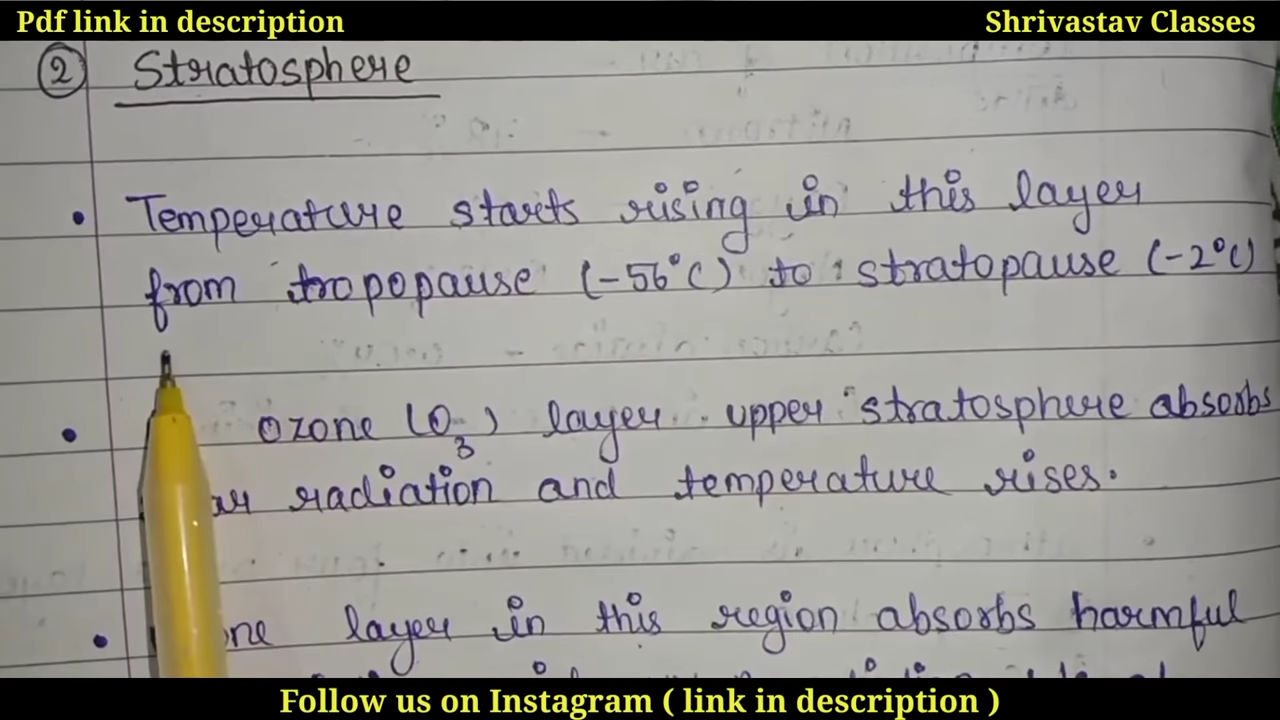 Pdf link in description
Shrivastav Classes
2 Stratosphere
• Temperature starts rising in this layer
from tropopause (-56°C) to stratopause (-2°C)
• ozone (O3) layer upper stratosphere absorbs
radiation and temperature rises.
• layer in this region absorbs harmful
Follow us on Instagram ( link in description )